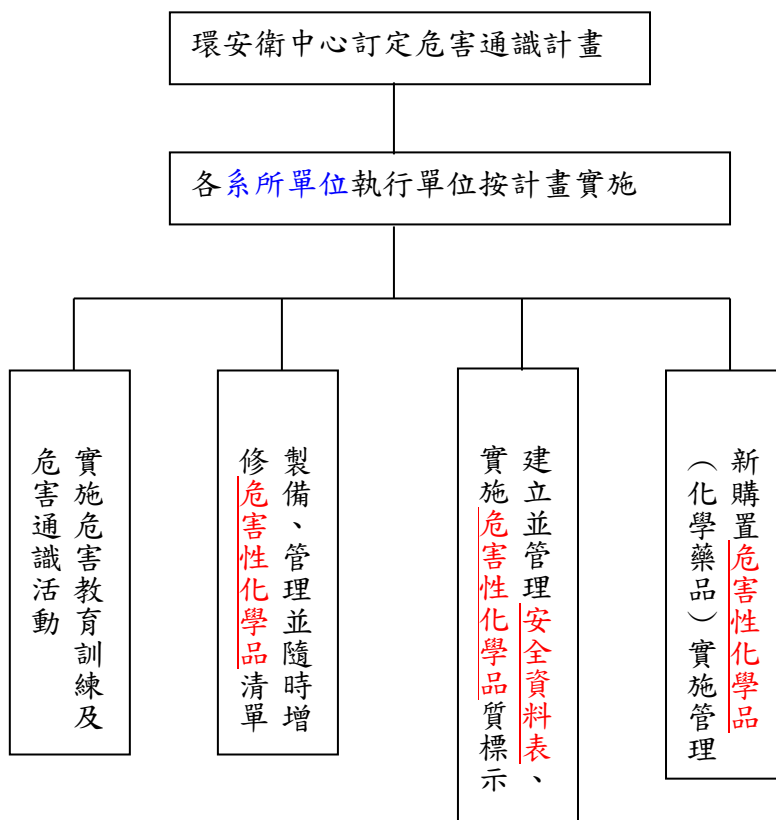 環安衛中心訂定危害通識計畫
各系所單位執行單位按計畫實施
實施危害教育訓練及
危害通識活動
製備、管理並隨時增
修危害性化學品清單
建立並管理安全資料表、
實施危害性化學品質標示
新購置危害性化學品
（化學藥品）實施管理